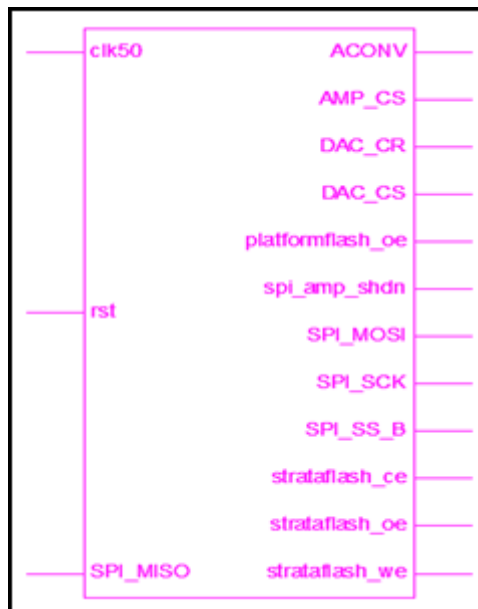 clk50 ACONV
AMP_CS
DAC_CR
DAC_CS
platformflash_oe
spi_amp_shdn
rst
SPI_MOSI
SPI_SCK
SPI_SS_B
strataflash_ce
strataflash_oe
SPI_MISO strataflash_we